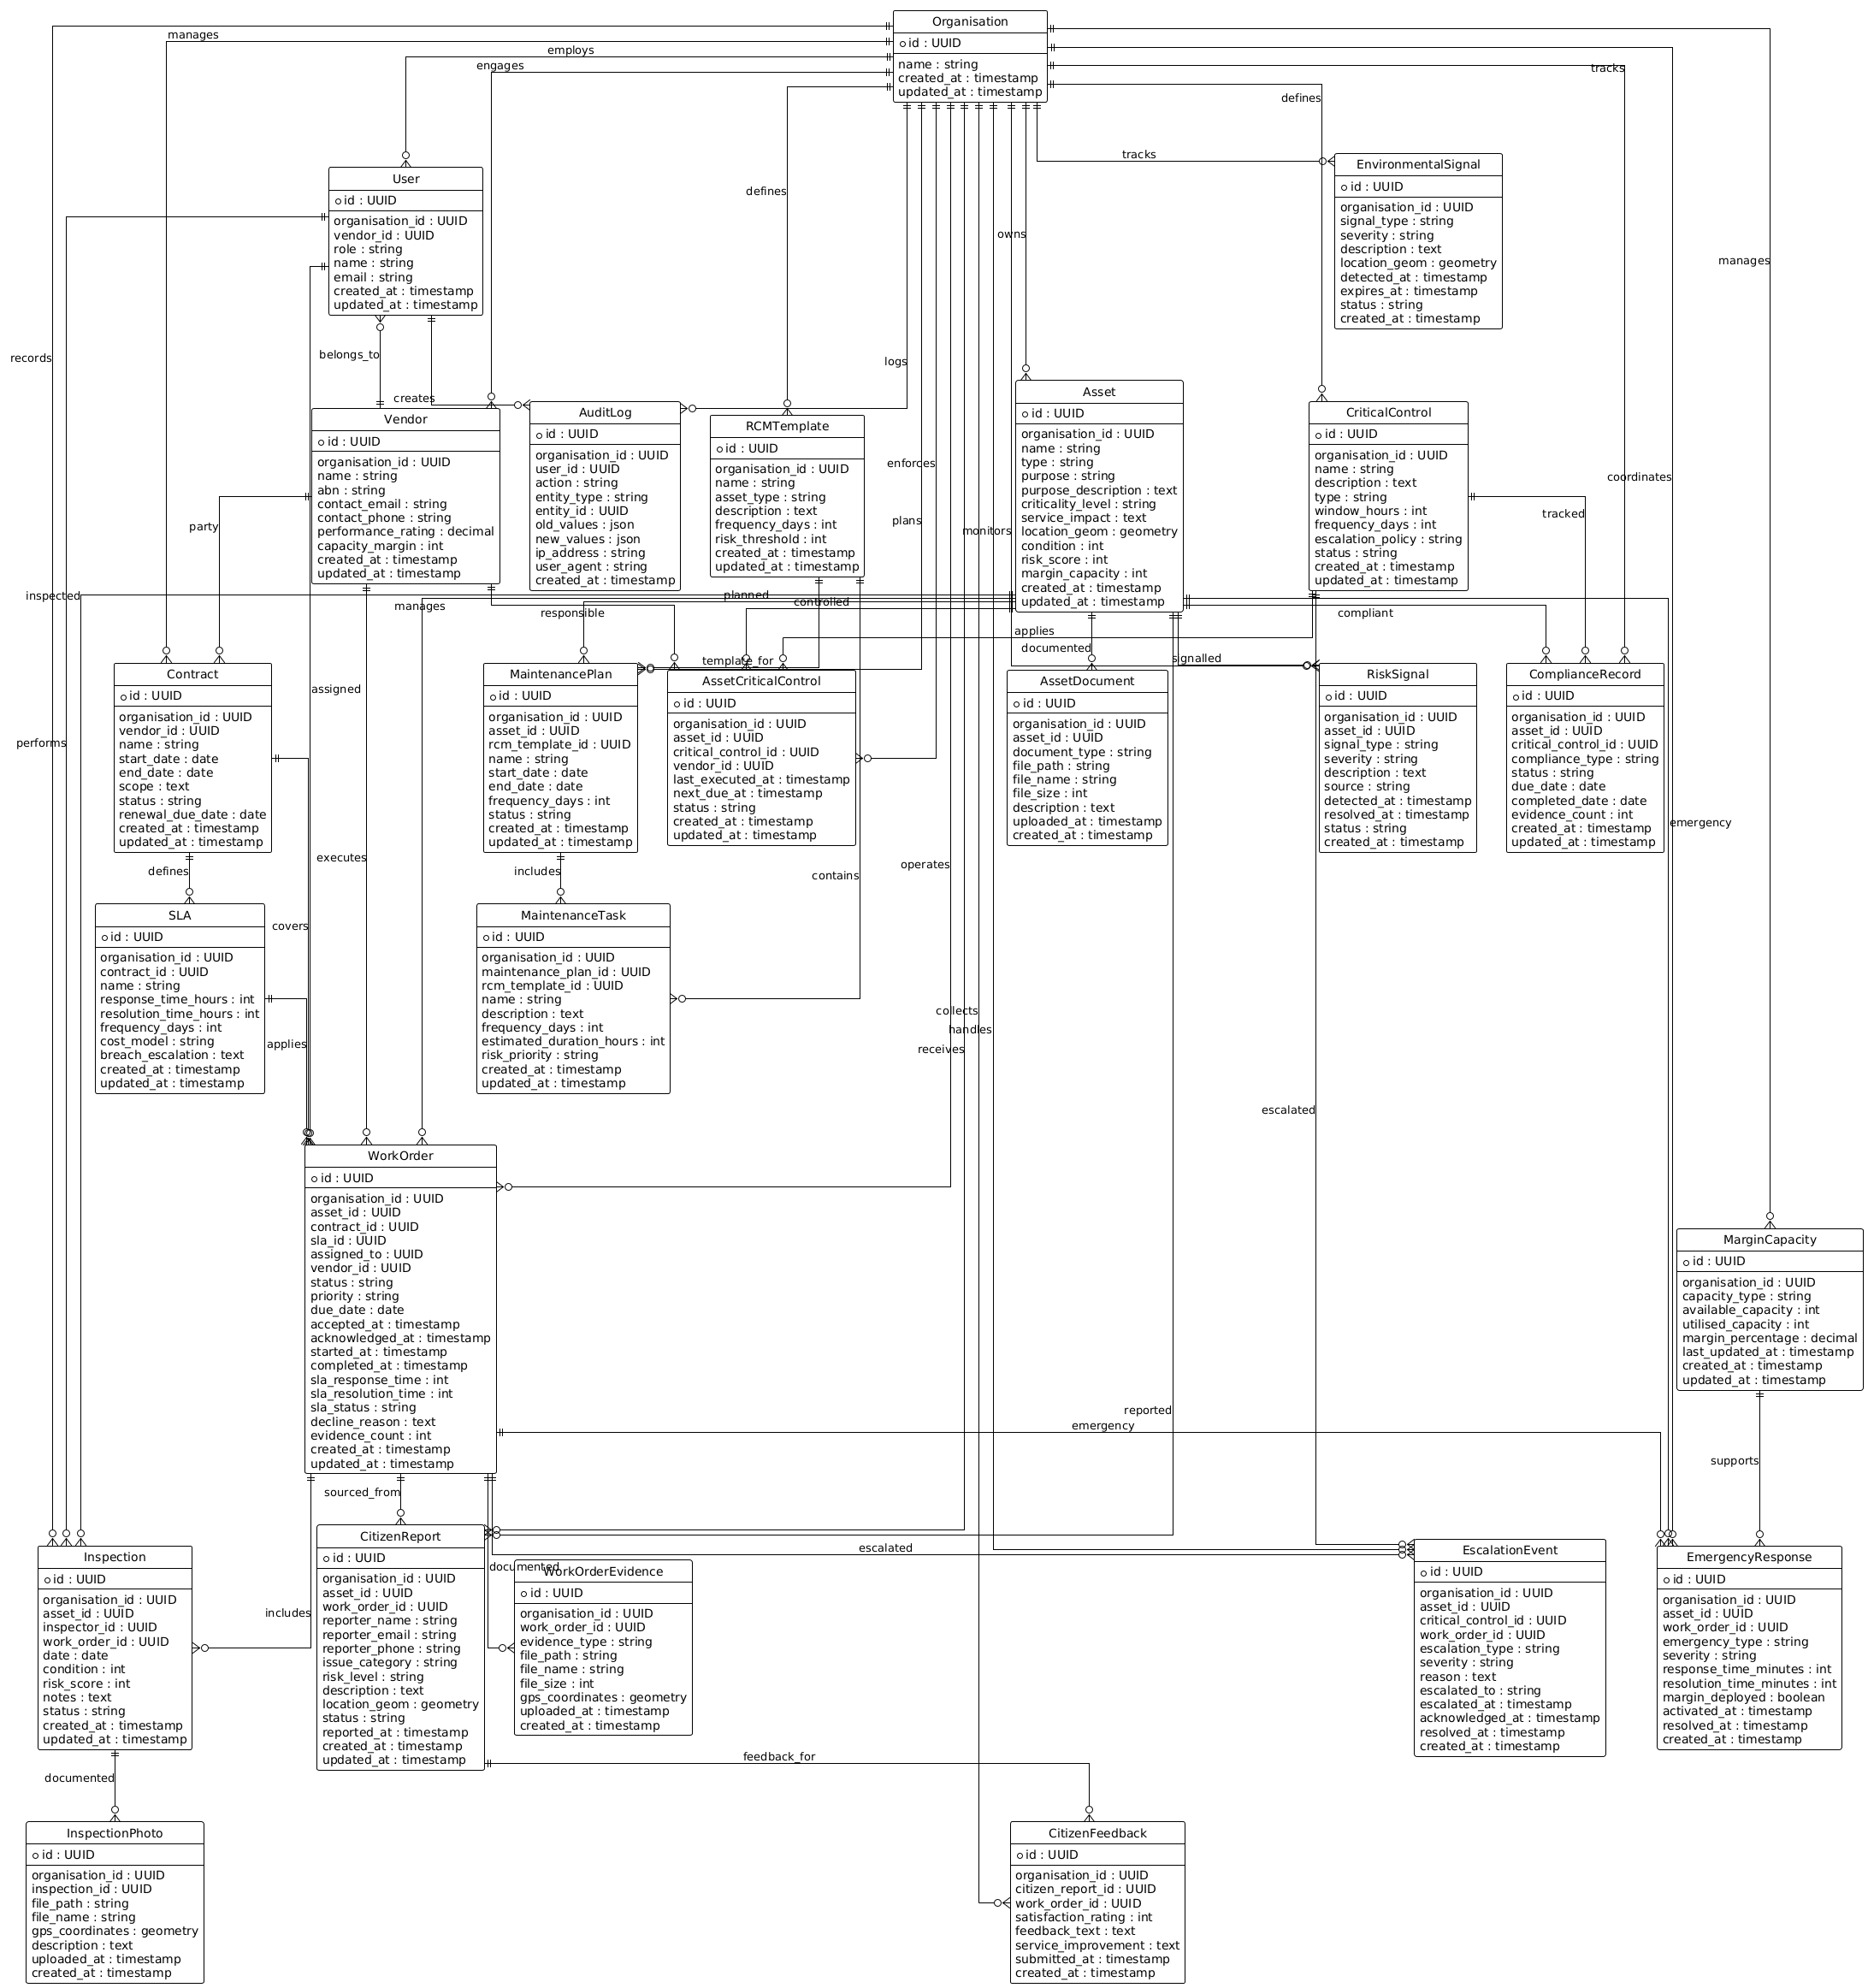 Organisation
id : UUID
name : string
created_at : timestamp
updated_at : timestamp
manages
employs
engages
tracks
defines
tracks
defines
owns
manages
records
logs
belongs_to
creates
enforces
plans
monitors
coordinates
tracked
party
User
id : UUID
organisation_id : UUID
vendor_id : UUID
role : string
name : string
email : string
created_at : timestamp
updated_at : timestamp
EnvironmentalSignal
id : UUID
organisation_id : UUID
signal_type : string
severity : string
description : text
location_geom : geometry
detected_at : timestamp
expires_at : timestamp
status : string
created_at : timestamp
Vendor
id : UUID
organisation_id : UUID
name : string
abn : string
contact_email : string
contact_phone : string
performance_rating : decimal
capacity_margin : int
created_at : timestamp
updated_at : timestamp
AuditLog
id : UUID
organisation_id : UUID
user_id : UUID
action : string
entity_type : string
entity_id : UUID
old_values : json
new_values : json
ip_address : string
user_agent : string
created_at : timestamp
RCMTemplate
id : UUID
organisation_id : UUID
name : string
asset_type : string
description : text
frequency_days : int
risk_threshold : int
created_at : timestamp
updated_at : timestamp
Asset
id : UUID
organisation_id : UUID
name : string
type : string
purpose : string
purpose_description : text
criticality_level : string
service_impact : text
location_geom : geometry
condition : int
risk_score : int
margin_capacity : int
created_at : timestamp
updated_at : timestamp
CriticalControl
id : UUID
organisation_id : UUID
name : string
description : text
type : string
window_hours : int
frequency_days : int
escalation_policy : string
status : string
created_at : timestamp
updated_at : timestamp
inspected
manages
responsible
planned
controlled
compliant
applies
documented
signalled
template_for
assigned
performs
Contract
id : UUID
organisation_id : UUID
vendor_id : UUID
name : string
start_date : date
end_date : date
scope : text
status : string
renewal_due_date : date
created_at : timestamp
updated_at : timestamp
MaintenancePlan
id : UUID
organisation_id : UUID
asset_id : UUID
rcm_template_id : UUID
name : string
start_date : date
end_date : date
frequency_days : int
status : string
created_at : timestamp
updated_at : timestamp
AssetCriticalControl
id : UUID
organisation_id : UUID
asset_id : UUID
critical_control_id : UUID
vendor_id : UUID
last_executed_at : timestamp
next_due_at : timestamp
status : string
created_at : timestamp
updated_at : timestamp
AssetDocument
id : UUID
organisation_id : UUID
asset_id : UUID
document_type : string
file_path : string
file_name : string
file_size : int
description : text
uploaded_at : timestamp
created_at : timestamp
RiskSignal
id : UUID
organisation_id : UUID
asset_id : UUID
signal_type : string
severity : string
description : text
source : string
detected_at : timestamp
resolved_at : timestamp
status : string
created_at : timestamp
ComplianceRecord
id : UUID
organisation_id : UUID
asset_id : UUID
critical_control_id : UUID
compliance_type : string
status : string
due_date : date
completed_date : date
evidence_count : int
created_at : timestamp
updated_at : timestamp
emergency
defines
executes
includes
contains
operates
covers
applies
collects
handles
receives
escalated
SLA
id : UUID
organisation_id : UUID
contract_id : UUID
name : string
response_time_hours : int
resolution_time_hours : int
frequency_days : int
cost_model : string
breach_escalation : text
created_at : timestamp
updated_at : timestamp
MaintenanceTask
id : UUID
organisation_id : UUID
maintenance_plan_id : UUID
rcm_template_id : UUID
name : string
description : text
frequency_days : int
estimated_duration_hours : int
risk_priority : string
created_at : timestamp
updated_at : timestamp
WorkOrder
id : UUID
organisation_id : UUID
asset_id : UUID
contract_id : UUID
sla_id : UUID
assigned_to : UUID
vendor_id : UUID
status : string
priority : string
due_date : date
accepted_at : timestamp
acknowledged_at : timestamp
started_at : timestamp
completed_at : timestamp
sla_response_time : int
sla_resolution_time : int
sla_status : string
decline_reason : text
evidence_count : int
created_at : timestamp
updated_at : timestamp
MarginCapacity
id : UUID
organisation_id : UUID
capacity_type : string
available_capacity : int
utilised_capacity : int
margin_percentage : decimal
last_updated_at : timestamp
created_at : timestamp
updated_at : timestamp
reported
emergency
supports
sourced_from
escalated
documented
includes
Inspection
id : UUID
organisation_id : UUID
asset_id : UUID
inspector_id : UUID
work_order_id : UUID
date : date
condition : int
risk_score : int
notes : text
status : string
created_at : timestamp
updated_at : timestamp
CitizenReport
id : UUID
organisation_id : UUID
asset_id : UUID
work_order_id : UUID
reporter_name : string
reporter_email : string
reporter_phone : string
issue_category : string
risk_level : string
description : text
location_geom : geometry
status : string
reported_at : timestamp
created_at : timestamp
updated_at : timestamp
WorkOrderEvidence
id : UUID
organisation_id : UUID
work_order_id : UUID
evidence_type : string
file_path : string
file_name : string
file_size : int
gps_coordinates : geometry
uploaded_at : timestamp
created_at : timestamp
EscalationEvent
id : UUID
organisation_id : UUID
asset_id : UUID
critical_control_id : UUID
work_order_id : UUID
escalation_type : string
severity : string
reason : text
escalated_to : string
escalated_at : timestamp
acknowledged_at : timestamp
resolved_at : timestamp
created_at : timestamp
EmergencyResponse
id : UUID
organisation_id : UUID
asset_id : UUID
work_order_id : UUID
emergency_type : string
severity : string
response_time_minutes : int
resolution_time_minutes : int
margin_deployed : boolean
activated_at : timestamp
resolved_at : timestamp
created_at : timestamp
documented
feedback_for
InspectionPhoto
id : UUID
organisation_id : UUID
inspection_id : UUID
file_path : string
file_name : string
gps_coordinates : geometry
description : text
uploaded_at : timestamp
created_at : timestamp
CitizenFeedback
id : UUID
organisation_id : UUID
citizen_report_id : UUID
work_order_id : UUID
satisfaction_rating : int
feedback_text : text
service_improvement : text
submitted_at : timestamp
created_at : timestamp